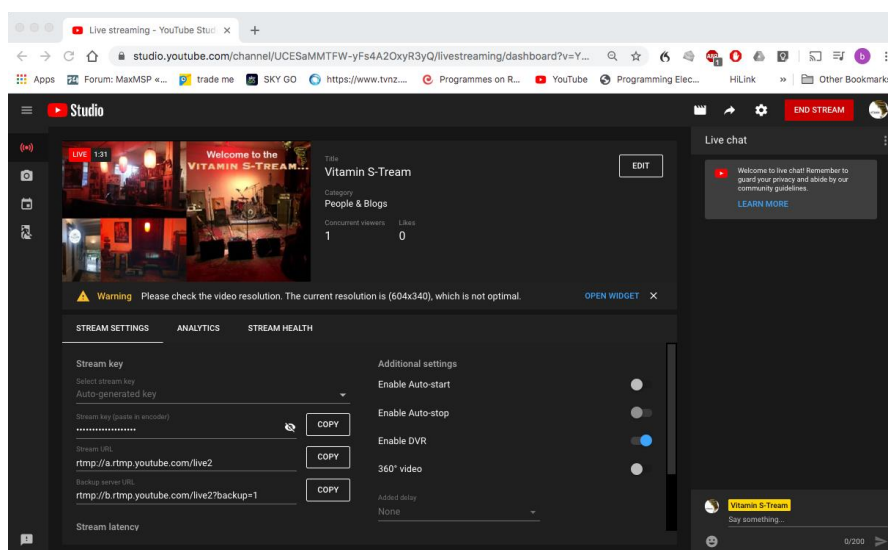 Live streaming - YouTube Stud
studio.youtube.com/channel/UCESaMMTFW-yFs4A2OxyR3yQ/livestreaming/dashboard?v=Y...
Apps
Forum: MaxMSP «...
trade me
SKY GO
https://www.tvnz....
Programmes on R...
YouTube
Programming Elec...
HiLink
»
Other Bookmarks
Studio
END STREAM
LIVE 1:31
Welcome to the
VITAMIN S-TREAM...
Title
Vitamin S-Tream
EDIT
Category
People & Blogs
Concurrent viewers Likes
1 0
Warning Please check the video resolution. The current resolution is (604x340), which is not optimal. OPEN WIDGET
STREAM SETTINGS ANALYTICS STREAM HEALTH
Stream key
Select stream key
Auto-generated key
Stream key (paste in encoder)
•••••••••••••••••••
COPY
Stream URL
rtmp://a.rtmp.youtube.com/live2
COPY
Backup server URL
rtmp://b.rtmp.youtube.com/live2?backup=1
COPY
Stream latency
Additional settings
Enable Auto-start
Enable Auto-stop
Enable DVR
360° video
Added delay
None
Live chat
Welcome to live chat! Remember to
guard your privacy and abide by our
community guidelines.
LEARN MORE
Vitamin S-Tream
Say something...
0/200